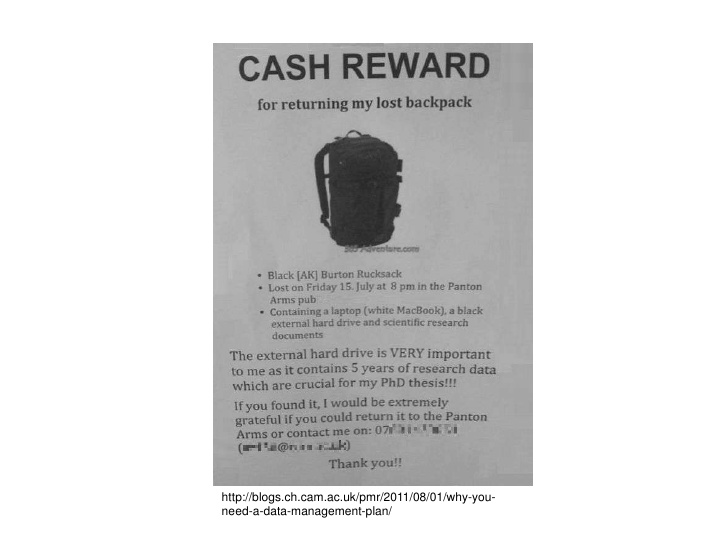 CASH REWARD
for returning my lost backpack
Adventure.com
• Black [AK] Burton Rucksack
• Lost on Friday 15. July at 8 pm in the Panton
Arms pub
• Containing a laptop (white MacBook), a black
external hard drive and scientific research
documents
The external hard drive is VERY important
to me as it contains 5 years of research data
which are crucial for my PhD thesis!!!
If you found it, I would be extremely
grateful if you could return it to the Panton
Arms or contact me on: 07
Thank you!!
http://blogs.ch.cam.ac.uk/pmr/2011/08/01/why-you-
need-a-data-management-plan/